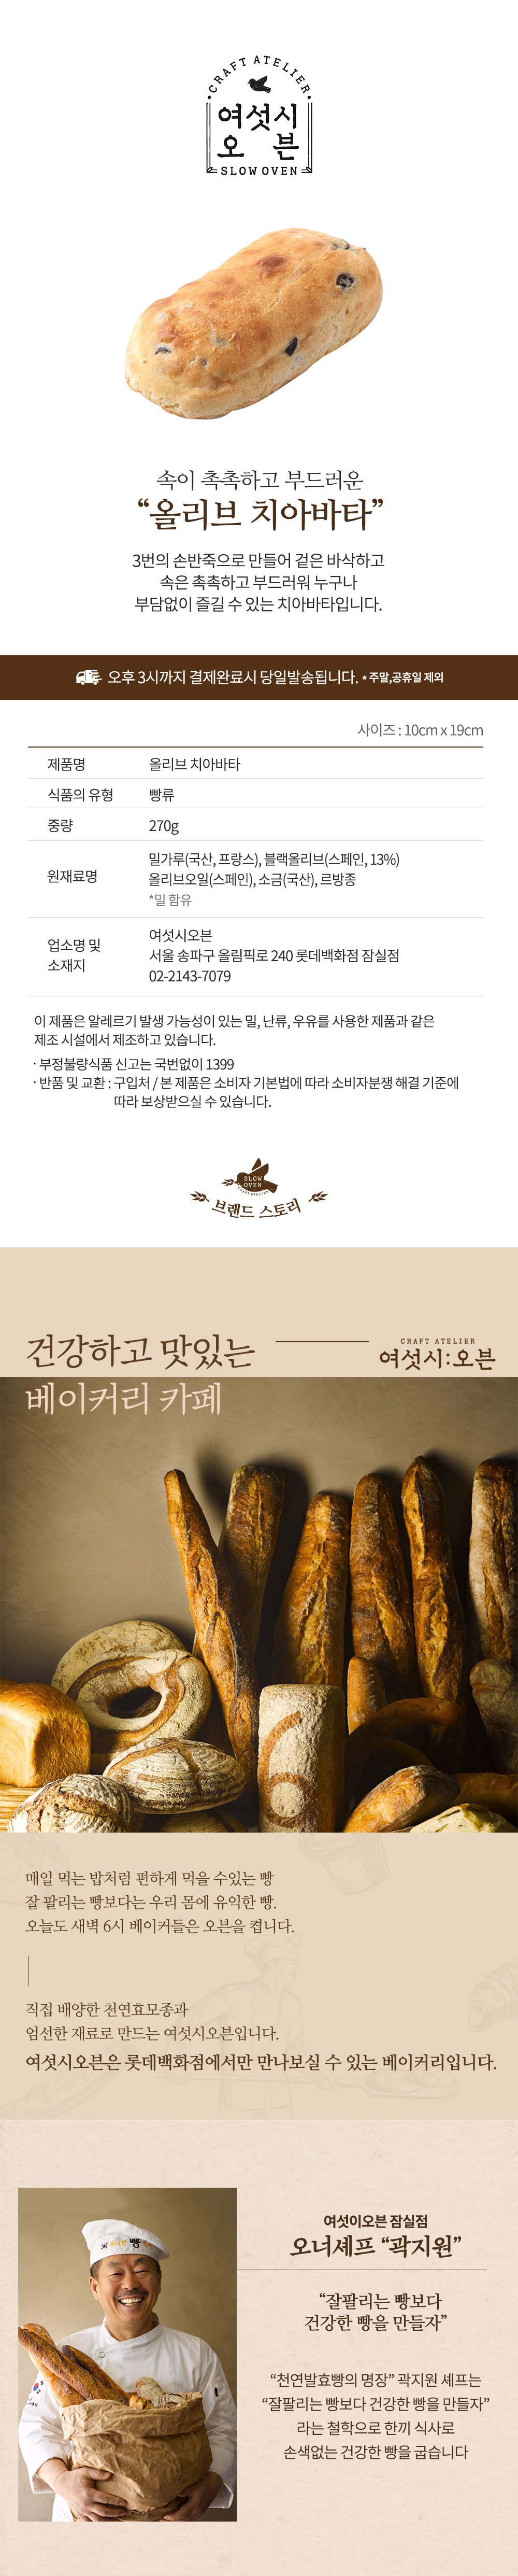 CRAFT ATELIER
여섯시
오븐
SLOW OVEN
속이 촉촉하고 부드러운
“올리브 치아바타”
3번의 손반죽으로 만들어 겉은 바삭하고
속은 촉촉하고 부드러워 누구나
부담없이 즐길 수 있는 치아바타입니다.
오후 3시까지 결제완료시 당일발송됩니다. * 주말,공휴일 제외
사이즈 : 10cm x 19cm
제품명 올리브 치아바타
식품의 유형 빵류
중량 270g
원재료명
밀가루(국산, 프랑스), 블랙올리브(스페인, 13%)
올리브오일(스페인), 소금(국산), 르방종
*밀 함유
업소명 및
소재지
여섯시오븐
서울 송파구 올림픽로 240 롯데백화점 잠실점
02-2143-7079
이 제품은 알레르기 발생 가능성이 있는 밀, 난류, 우유를 사용한 제품과 같은
제조 시설에서 제조하고 있습니다.
· 부정불량식품 신고는 국번없이 1399
· 반품 및 교환 : 구입처 / 본 제품은 소비자 기본법에 따라 소비자분쟁 해결 기준에
따라 보상받으실 수 있습니다.
SLOW
OVEN
CRAFT ATELIER
브랜드 스토리
건강하고 맛있는
CRAFT ATELIER
여섯시:오븐
베이커리 카페
매일 먹는 밥처럼 편하게 먹을 수있는 빵
잘 팔리는 빵보다는 우리 몸에 유익한 빵.
오늘도 새벽 6시 베이커들은 오븐을 켭니다.
직접 배양한 천연효모종과
엄선한 재료로 만드는 여섯시오븐입니다.
여섯시오븐은 롯데백화점에서만 만나보실 수 있는 베이커리입니다.
여섯이오븐 잠실점
오너셰프 “곽지원”
“잘팔리는 빵보다
건강한 빵을 만들자”
“천연발효빵의 명장” 곽지원 셰프는
“잘팔리는 빵보다 건강한 빵을 만들자”
라는 철학으로 한끼 식사로
손색없는 건강한 빵을 굽습니다